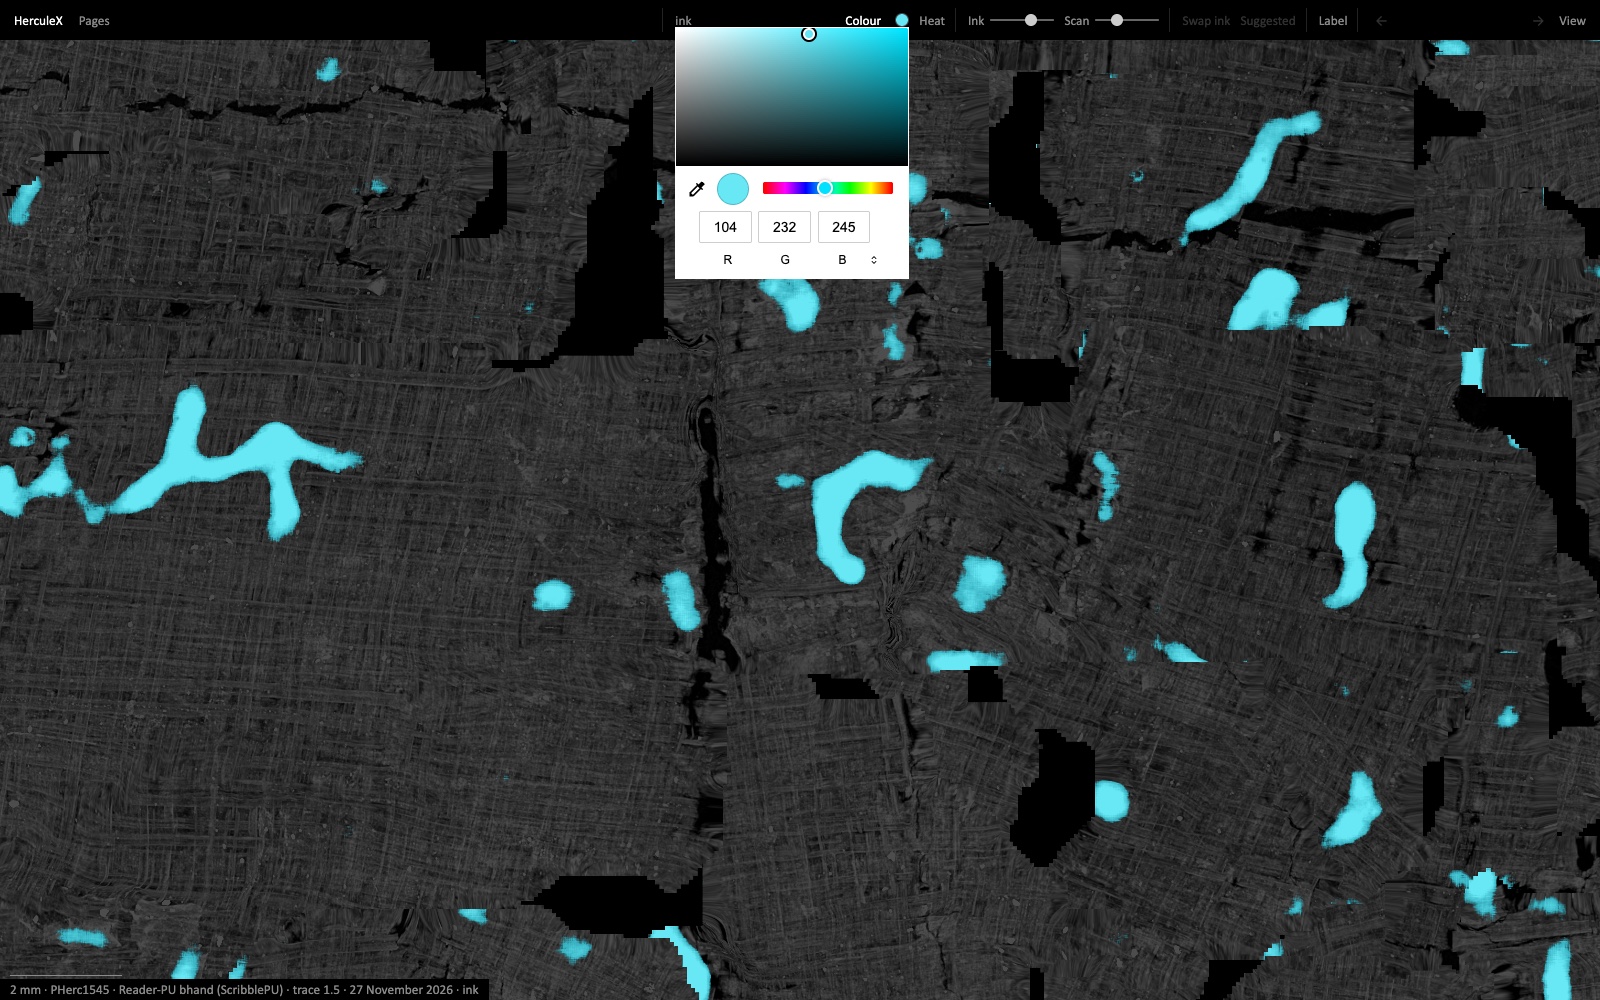 HerculeX Pages ink Colour Heat Ink Scan Swap ink Suggested Label ← → View
104 232 245
R G B
2 mm · PHerc1545 · Reader-PU bhand (ScribblePU) · trace 1.5 · 27 November 2026 · ink